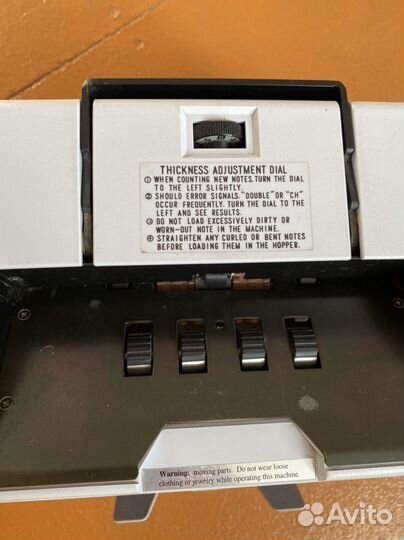 THICKNESS ADJUSTMENT DIAL
① WHEN COUNTING NEW NOTES,TURN THE DIAL
TO THE LEFT SLIGHTLY.
② SHOULD ERROR SIGNALS,"DOUBLE"OR "CH"
OCCUR FREQUENTLY, TURN THE DIAL TO THE
LEFT AND SEE RESULTS.
③ DO NOT LOAD EXCESSIVELY DIRTY OR
WORN-OUT NOTE IN THE MACHINE.
④ STRAIGHTEN ANY CURLED OR BENT NOTES
BEFORE LOADING THEM IN THE HOPPER.
Warning: moving parts. Do not wear loose
clothing or jewelry while operating this machine.
Avito